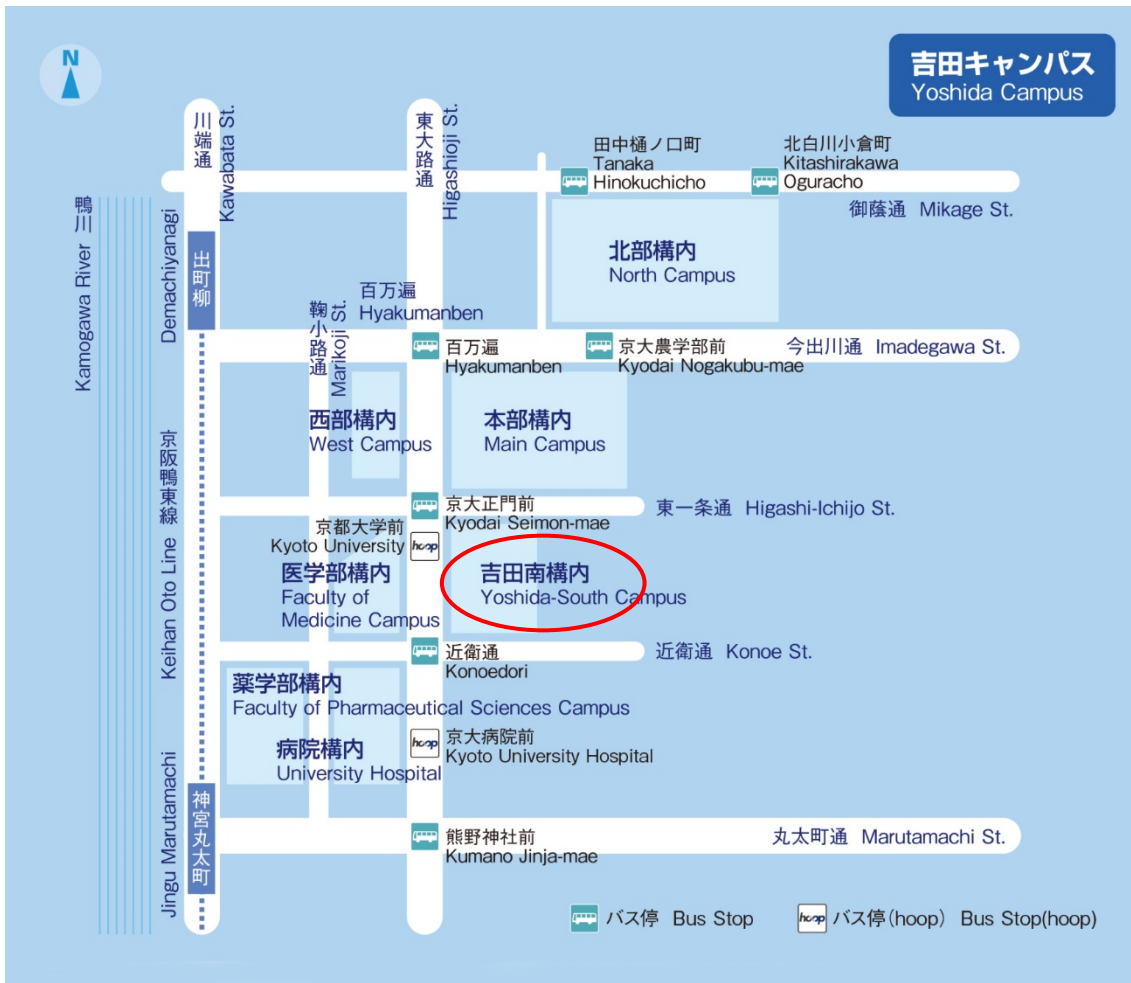 N
吉田キャンパス
Yoshida Campus
川端通
Kawabata St.
東大路通
Higashioji St.
田中樋ノ口町
Tanaka
Hinokuchicho
北白川小倉町
Kitashirakawa
Oguracho
御蔭通 Mikage St.
鴨川
Kamogawa River
Demachiyanagi
出町柳
北部構内
North Campus
百万遍
Hyakumanben
鞠小路通
Marikoji St.
百万遍
Hyakumanben
京大農学部前
Kyodai Nogakubu-mae
今出川通 Imadegawa St.
西部構内
West Campus
本部構内
Main Campus
京阪鴨東線
Keihan Oto Line
京大正門前
Kyodai Seimon-mae
東一条通 Higashi-Ichijo St.
京都大学前
Kyoto University
hoop
医学部構内
Faculty of
Medicine Campus
吉田南構内
Yoshida-South Campus
近衛通
Konoedori
近衛通 Konoe St.
薬学部構内
Faculty of Pharmaceutical Sciences Campus
病院構内
University Hospital
hoop
京大病院前
Kyoto University Hospital
Jingu Marutamachi
神宮丸太町
熊野神社前
Kumano Jinja-mae
丸太町通 Marutamachi St.
バス停 Bus Stop
hoop バス停(hoop) Bus Stop(hoop)